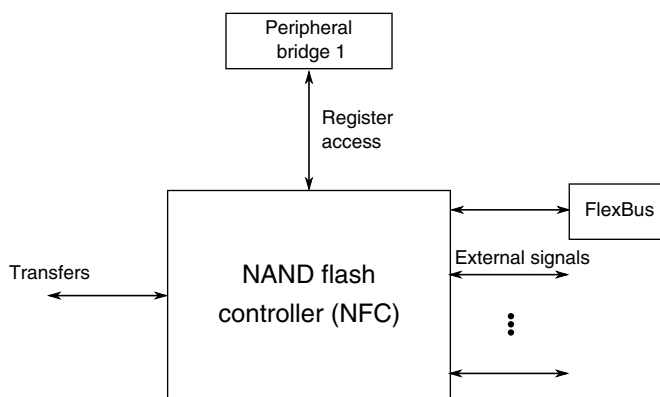 Peripheral
bridge 1
Register
access
FlexBus
External signals
Transfers
NAND flash
controller (NFC)